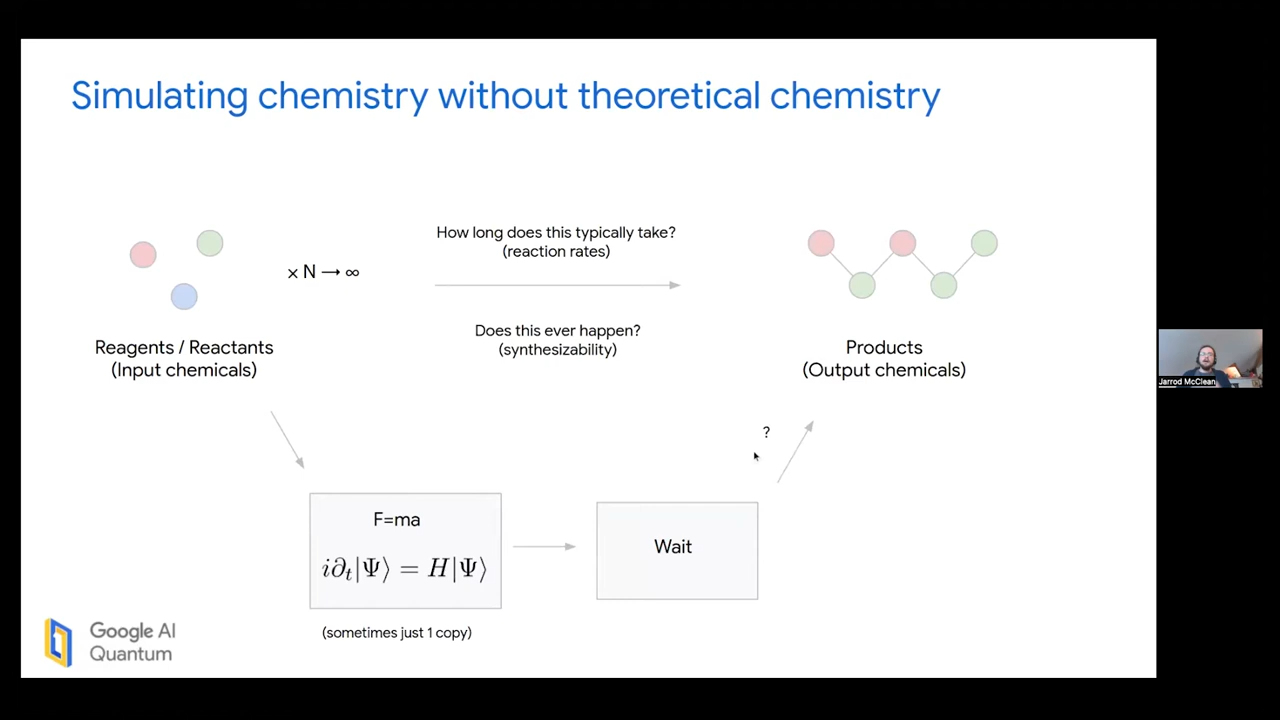 Simulating chemistry without theoretical chemistry
× N → ∞
How long does this typically take?
(reaction rates)
Does this ever happen?
(synthesizability)
Reagents / Reactants
(Input chemicals)
Products
(Output chemicals)
?
F=ma
i∂ₜ|Ψ⟩ = H|Ψ⟩
(sometimes just 1 copy)
Wait
Google AI
Quantum
Jarrod McClean